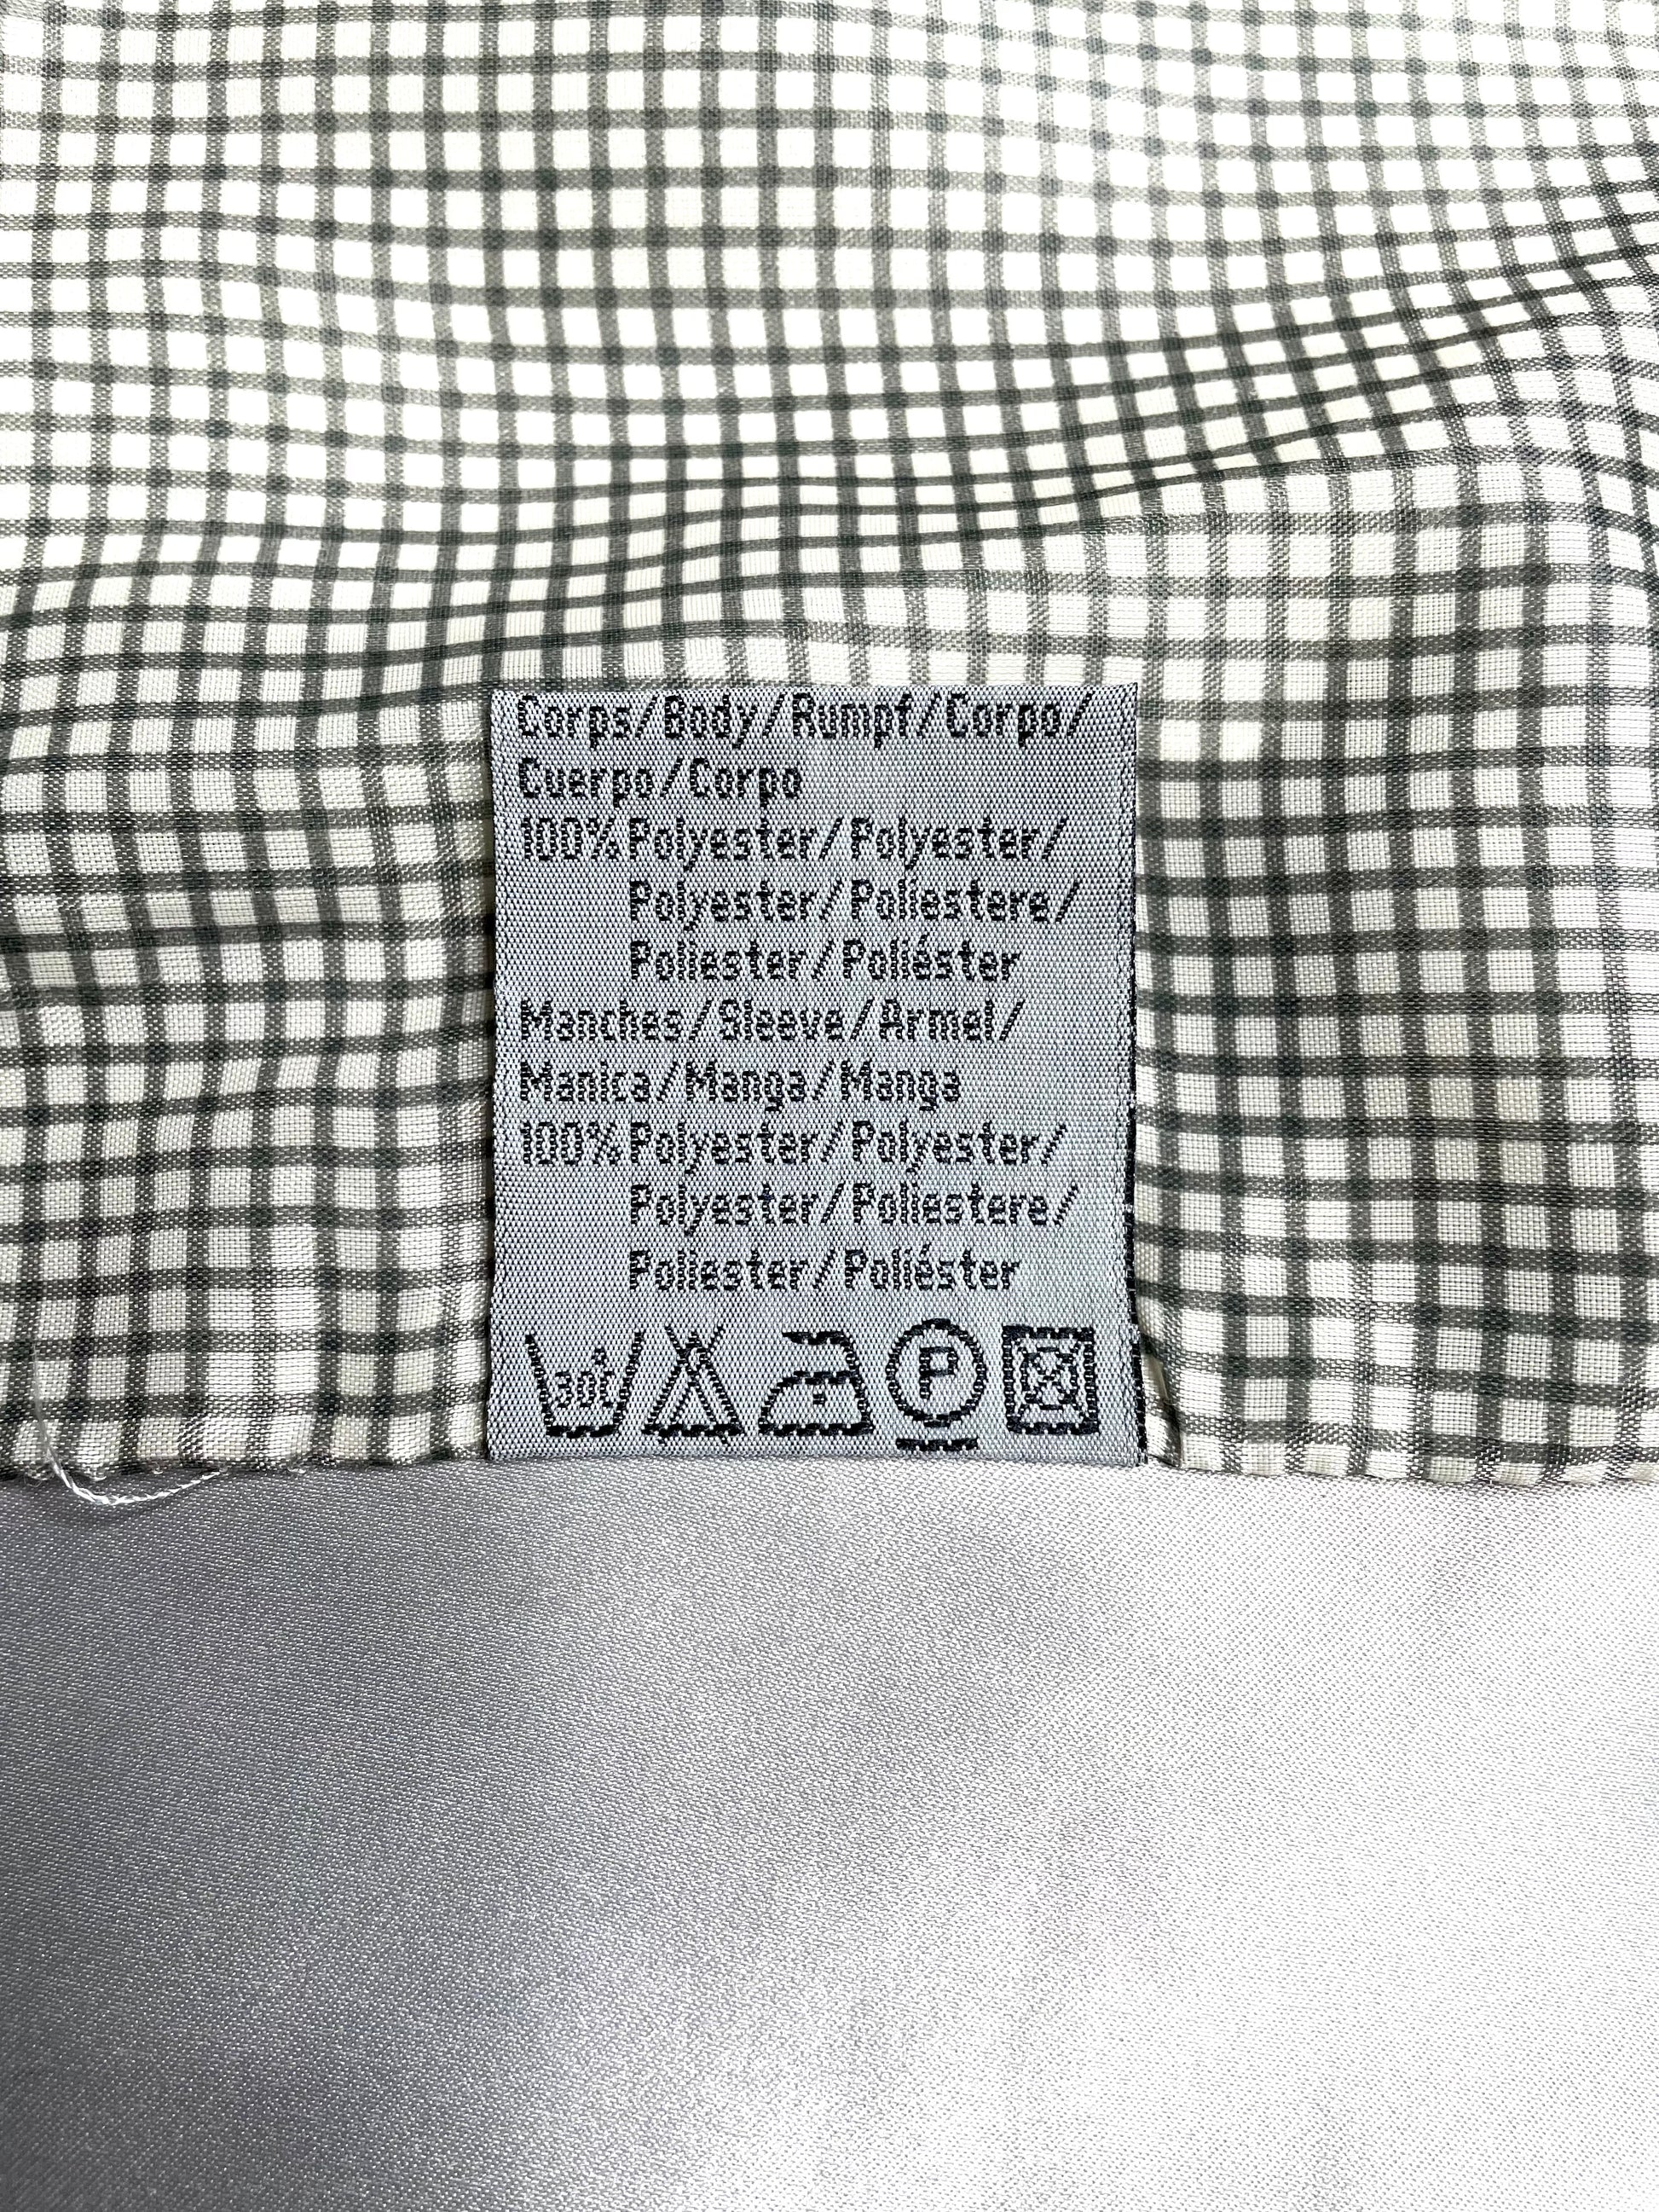 Corps/Body/Rumpf/Corpo/
Cuerpo/Corpo
100% Polyester/Polyester/
Polyester/Poliestere/
Poliester/Poliéster
Manches/Sleeve/Armel/
Manica/Manga/Manga
100% Polyester/Polyester/
Polyester/Poliestere/
Poliester/Poliéster
30° P